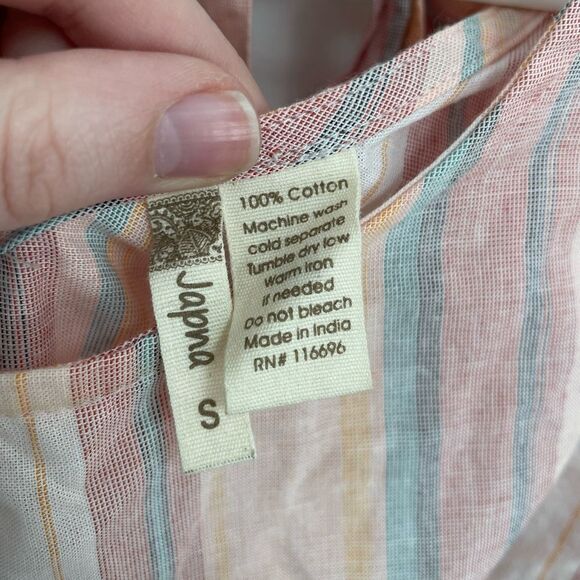 100% Cotton
Machine wash
cold separate
Tumble dry low
warm iron
if needed
Do not bleach
Made in India
RN# 116696
Japna
S